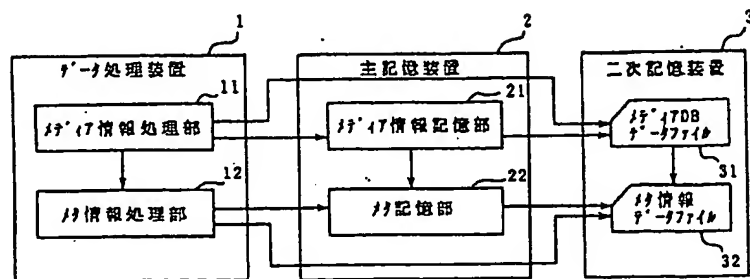 1
データ処理装置
11
メディア情報処理部
12
メタ情報処理部
2
主記憶装置
21
メディア情報記憶部
22
メタ記憶部
3
二次記憶装置
メディアDB
データファイル
31
メタ情報
データファイル
32